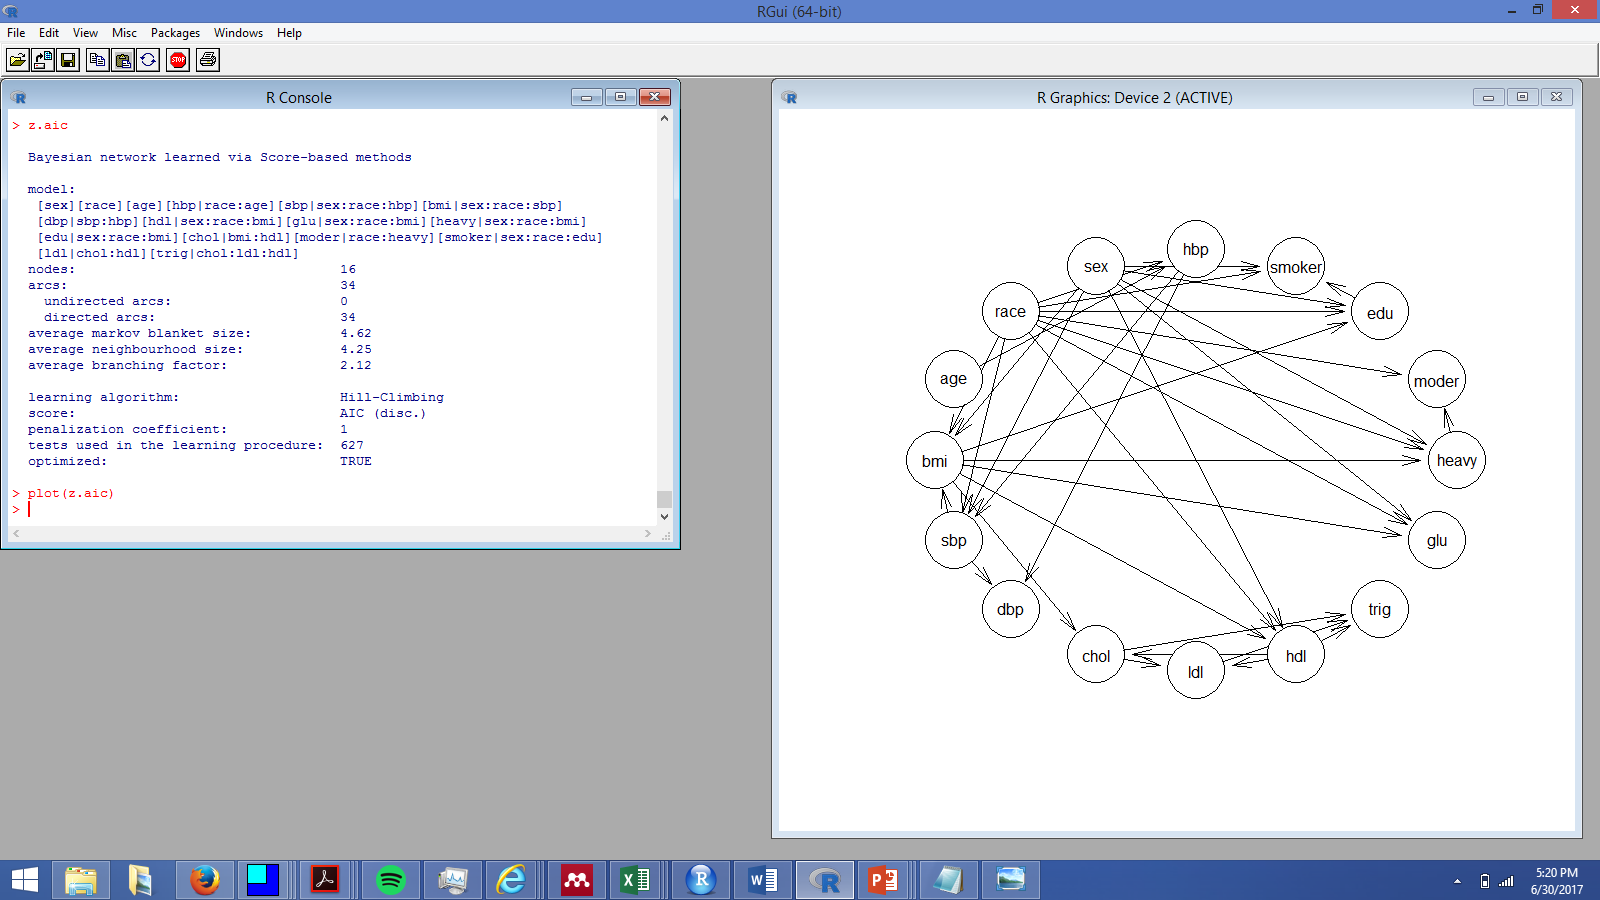 RGui (64-bit)
File Edit View Misc Packages Windows Help
STOP
R Console
> z.aic
Bayesian network learned via Score-based methods
model:
[sex][race][age][hbp|race:age][sbp|sex:race:hbp][bmi|sex:race:sbp]
[dbp|sbp:hbp][hdl|sex:race:bmi][glu|sex:race:bmi][heavy|sex:race:bmi]
[edu|sex:race:bmi][chol|bmi:hdl][moder|race:heavy][smoker|sex:race:edu]
[ldl|chol:hdl][trig|chol:ldl:hdl]
nodes: 16
arcs: 34
undirected arcs: 0
directed arcs: 34
average markov blanket size: 4.62
average neighbourhood size: 4.25
average branching factor: 2.12
learning algorithm: Hill-Climbing
score: AIC (disc.)
penalization coefficient: 1
tests used in the learning procedure: 627
optimized: TRUE
> plot(z.aic)
>
R Graphics: Device 2 (ACTIVE)
hbp
sex
smoker
race
edu
age
moder
bmi
heavy
sbp
glu
dbp
trig
chol
hdl
ldl
5:20 PM
6/30/2017